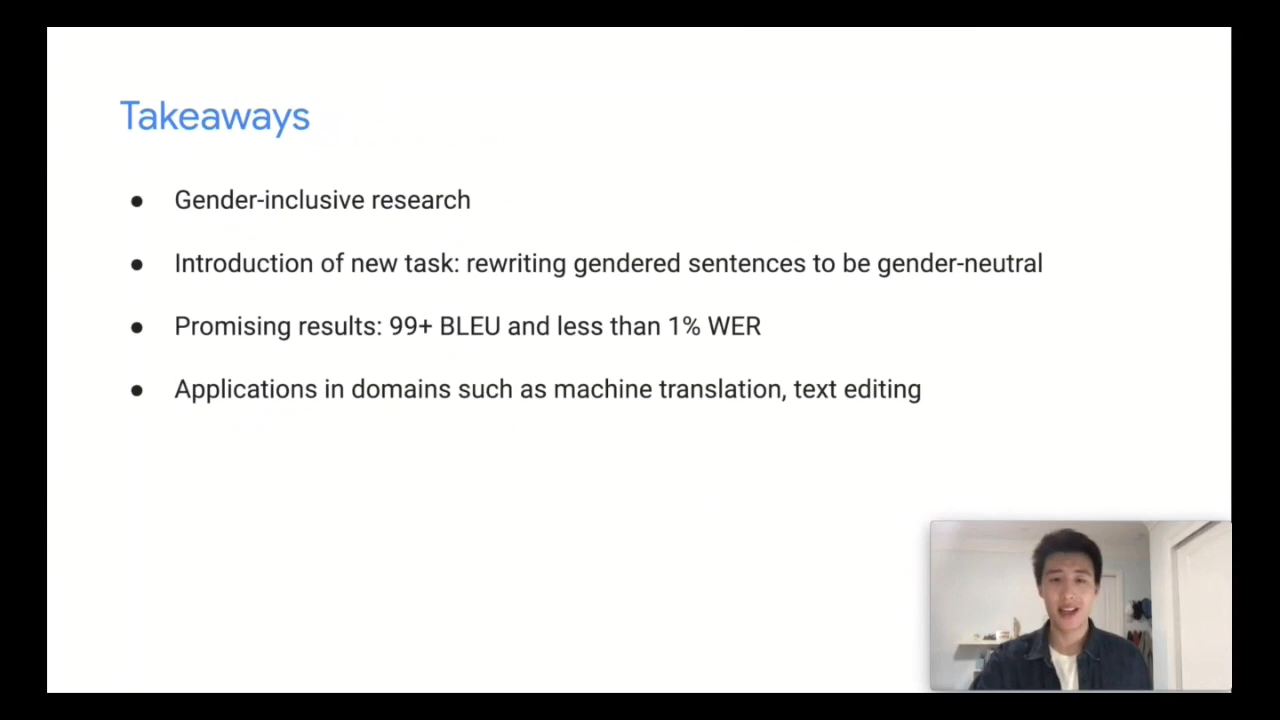 Takeaways
● Gender-inclusive research
● Introduction of new task: rewriting gendered sentences to be gender-neutral
● Promising results: 99+ BLEU and less than 1% WER
● Applications in domains such as machine translation, text editing